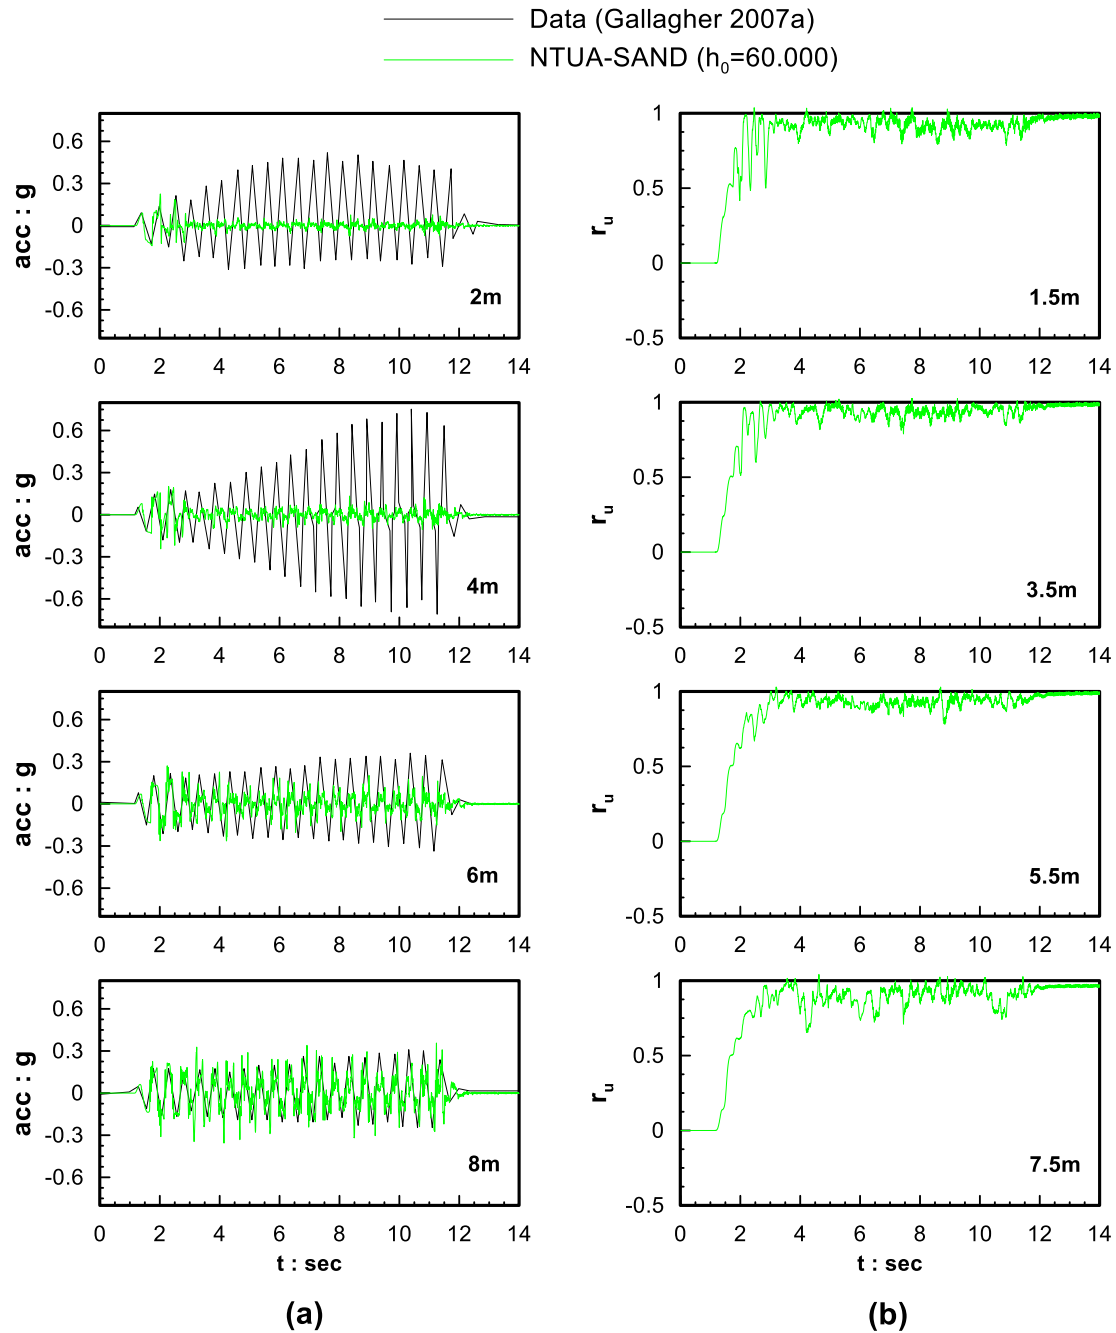 Data (Gallagher 2007a)
NTUA-SAND (h0=60.000)
acc : g
0.6
0.3
0
-0.3
-0.6
2m
0 2 4 6 8 10 12 14
ru
1
0.5
0
-0.5
1.5m
0 2 4 6 8 10 12 14
acc : g
0.6
0.3
0
-0.3
-0.6
4m
0 2 4 6 8 10 12 14
ru
1
0.5
0
-0.5
3.5m
0 2 4 6 8 10 12 14
acc : g
0.6
0.3
0
-0.3
-0.6
6m
0 2 4 6 8 10 12 14
ru
1
0.5
0
-0.5
5.5m
0 2 4 6 8 10 12 14
acc : g
0.6
0.3
0
-0.3
-0.6
8m
0 2 4 6 8 10 12 14
t : sec
(a)
ru
1
0.5
0
-0.5
7.5m
0 2 4 6 8 10 12 14
t : sec
(b)